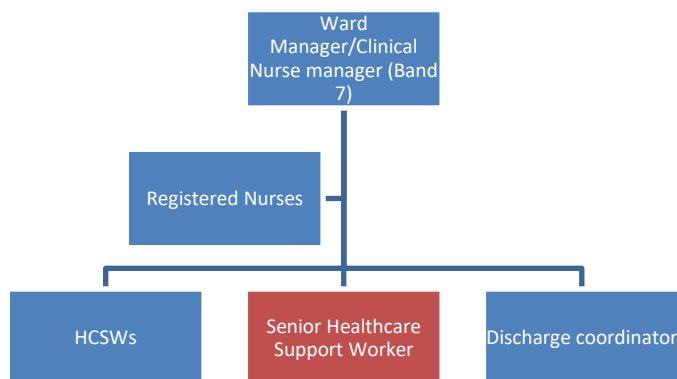 Ward
Manager/Clinical
Nurse manager (Band
7)
Registered Nurses
HCSWs
Senior Healthcare
Support Worker
Discharge coordinator